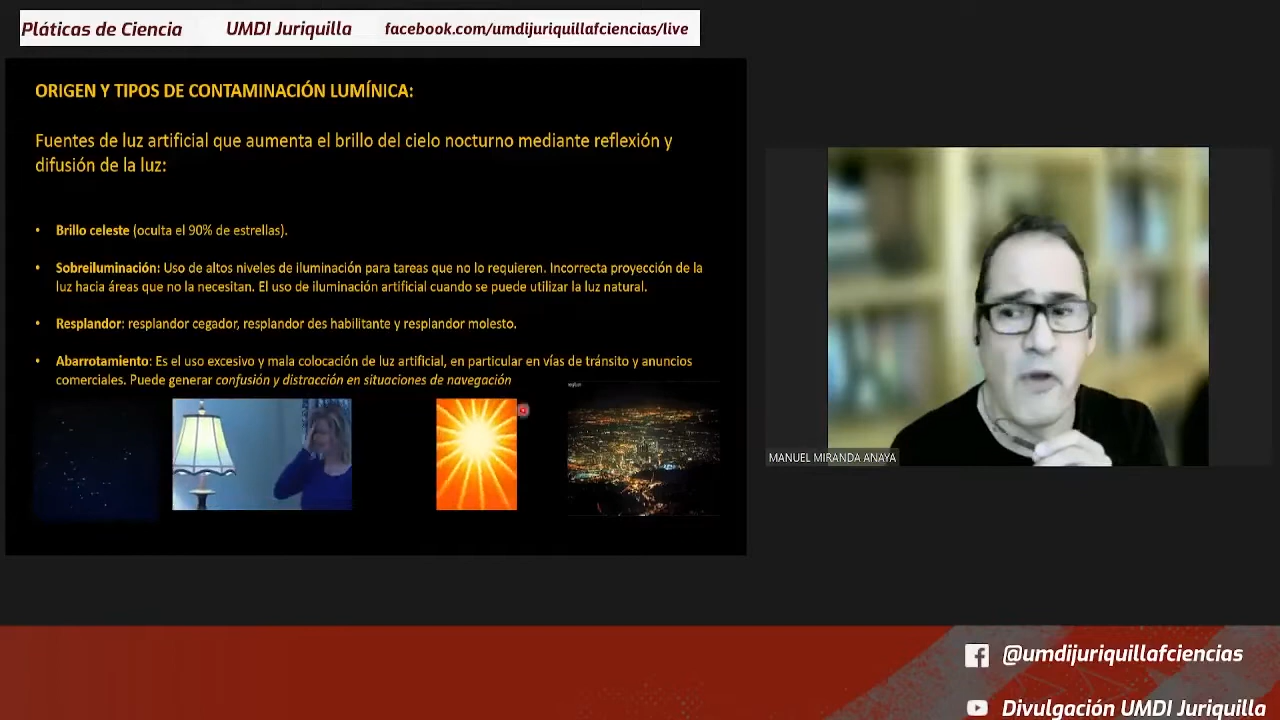 Pláticas de Ciencia UMDI Juriquilla facebook.com/umdijuriquillafciencias/live
ORIGEN Y TIPOS DE CONTAMINACIÓN LUMÍNICA:
Fuentes de luz artificial que aumenta el brillo del cielo nocturno mediante reflexión y
difusión de la luz:
• Brillo celeste (oculta el 90% de estrellas).
• Sobreiluminación: Uso de altos niveles de iluminación para tareas que no lo requieren. Incorrecta proyección de la
luz hacia áreas que no la necesitan. El uso de iluminación artificial cuando se puede utilizar la luz natural.
• Resplandor: resplandor cegador, resplandor des habilitante y resplandor molesto.
• Abarrotamiento: Es el uso excesivo y mala colocación de luz artificial, en particular en vías de tránsito y anuncios
comerciales. Puede generar confusión y distracción en situaciones de navegación
MANUEL MIRANDA ANAYA
@umdijuriquillafciencias
Divulgación UMDI Juriquilla